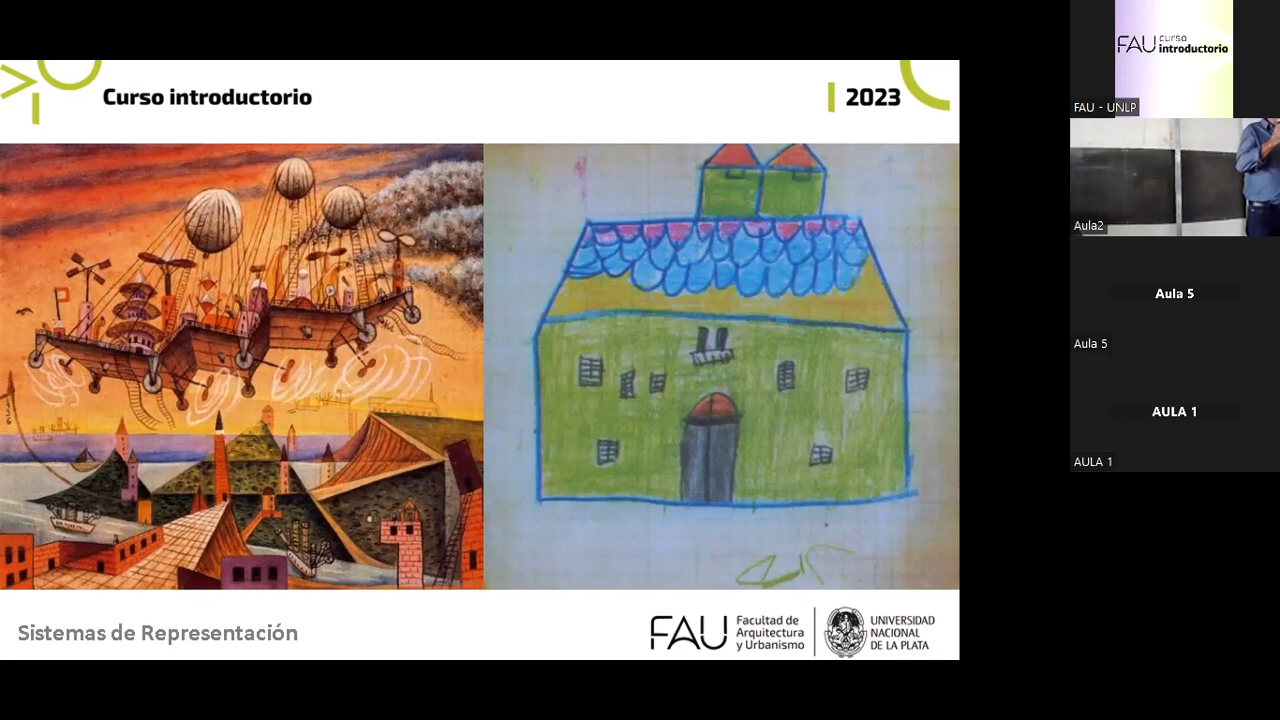 Curso introductorio
2023
Sistemas de Representación
FAU
Facultad de
Arquitectura
y Urbanismo
UNIVERSIDAD
NACIONAL
DE LA PLATA
FAU curso
introductorio
FAU - UNLP
Aula2
Aula 5
Aula 5
AULA 1
AULA 1